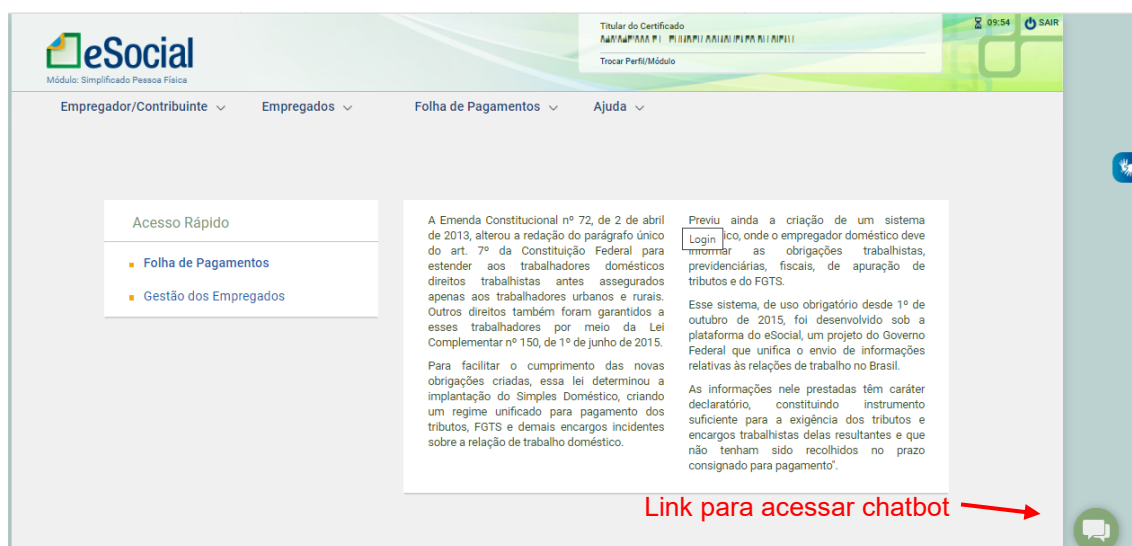 Titular do Certificado
09:54 SAIR
eSocial
Trocar Perfil/Módulo
Módulo: Simplificado Pessoa Física
Empregador/Contribuinte Empregados Folha de Pagamentos Ajuda
Acesso Rápido
Folha de Pagamentos
Gestão dos Empregados
A Emenda Constitucional nº 72, de 2 de abril
de 2013, alterou a redação do parágrafo único
do art. 7º da Constituição Federal para
estender aos trabalhadores domésticos
direitos trabalhistas antes assegurados
apenas aos trabalhadores urbanos e rurais.
Outros direitos também foram garantidos a
esses trabalhadores por meio da Lei
Complementar nº 150, de 1º de junho de 2015.
Para facilitar o cumprimento das novas
obrigações criadas, essa lei determinou a
implantação do Simples Doméstico, criando
um regime unificado para pagamento dos
tributos, FGTS e demais encargos incidentes
sobre a relação de trabalho doméstico.
Previu ainda a criação de um sistema
Login ico, onde o empregador doméstico deve
informar as obrigações trabalhistas,
previdenciárias, fiscais, de apuração de
tributos e do FGTS.
Esse sistema, de uso obrigatório desde 1º de
outubro de 2015, foi desenvolvido sob a
plataforma do eSocial, um projeto do Governo
Federal que unifica o envio de informações
relativas às relações de trabalho no Brasil.
As informações nele prestadas têm caráter
declaratório, constituindo instrumento
suficiente para a exigência dos tributos e
encargos trabalhistas delas resultantes e que
não tenham sido recolhidos no prazo
consignado para pagamento".
Link para acessar chatbot